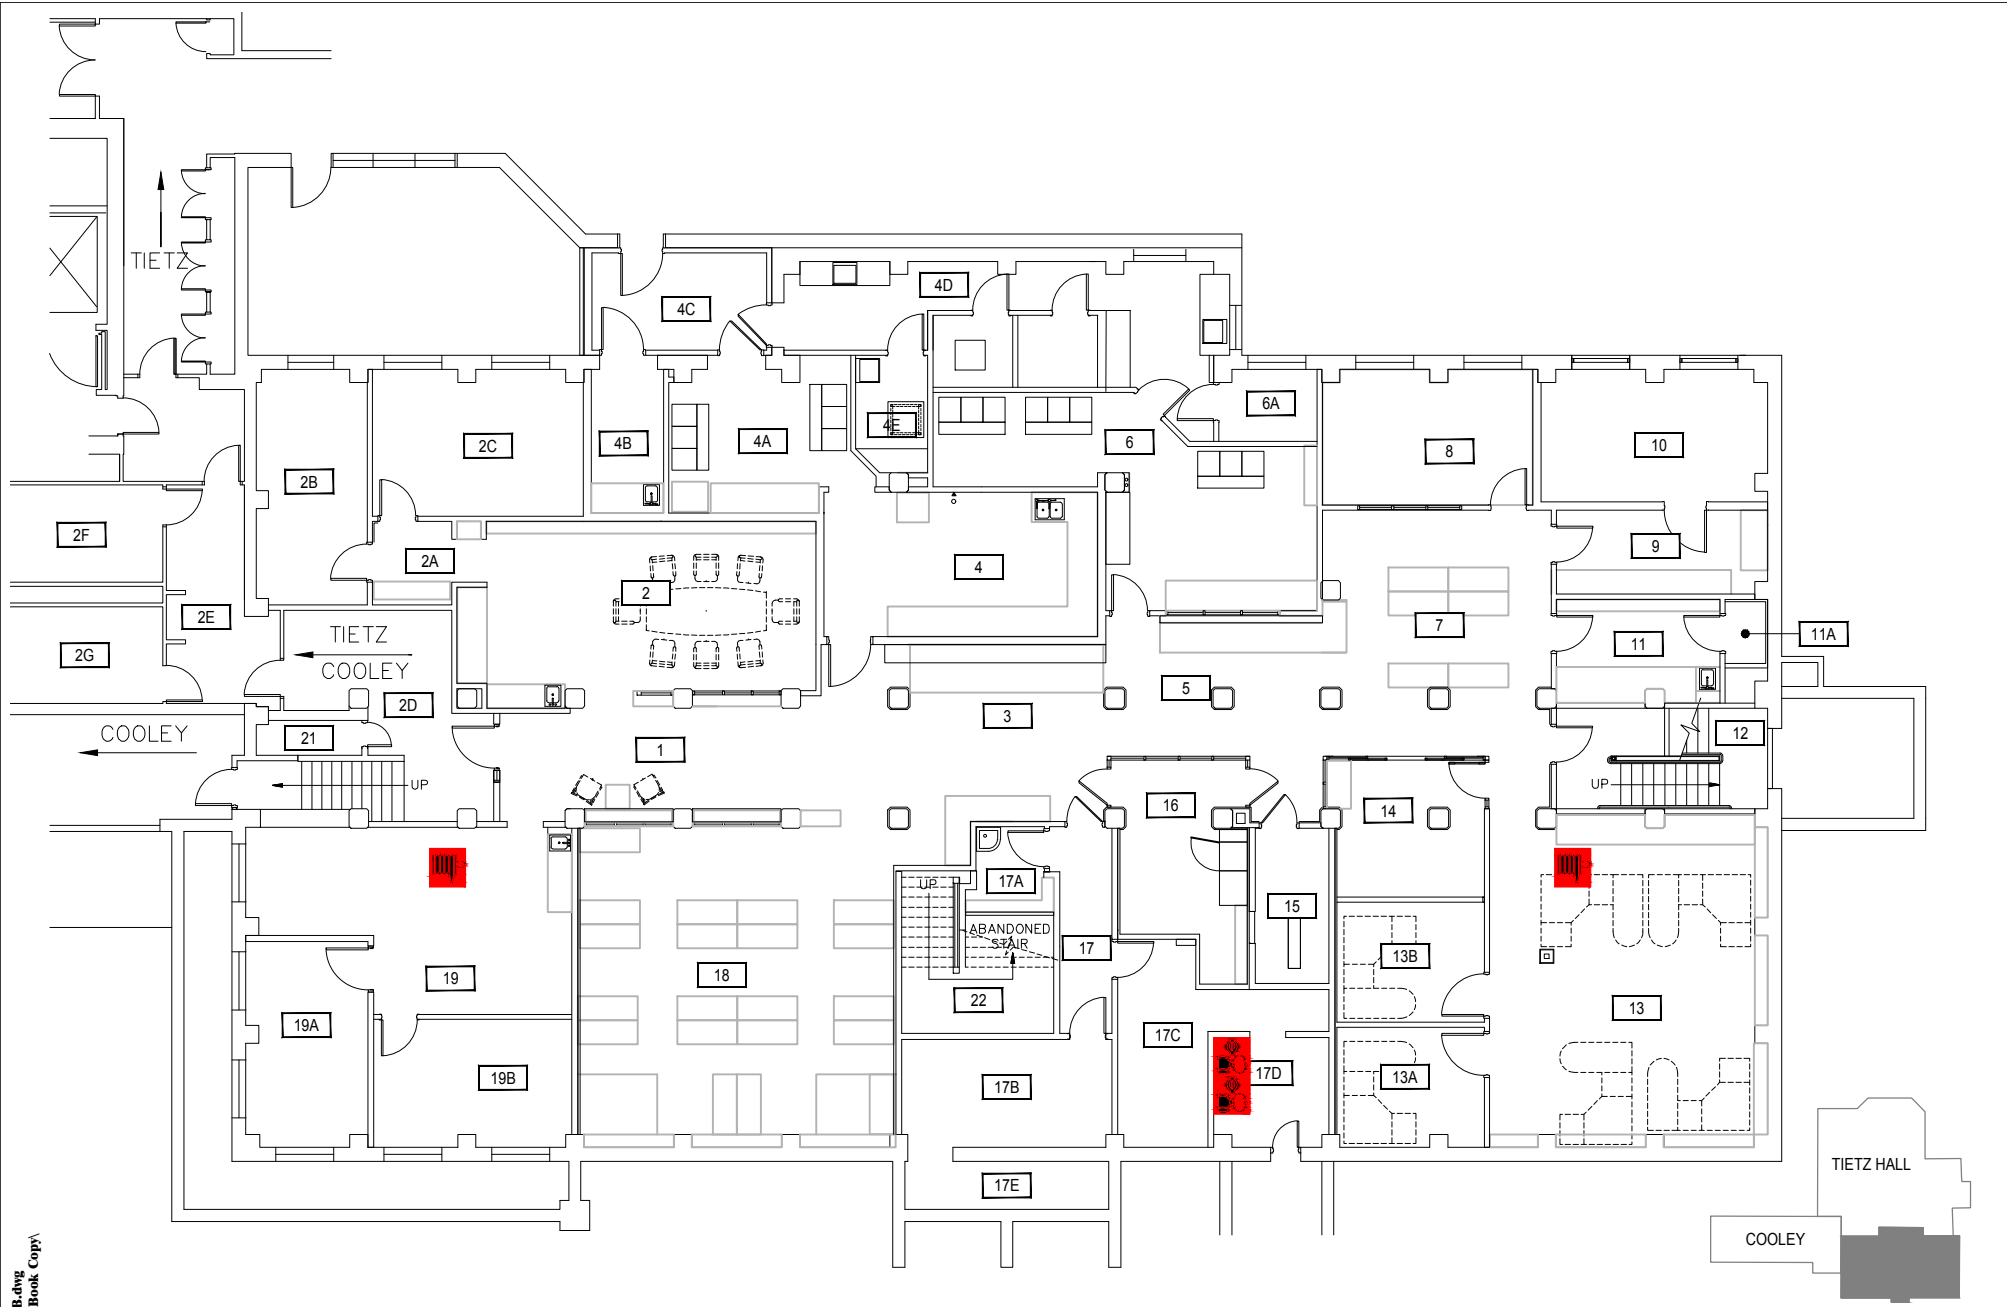 TIETZ
4D
4C
6A
4E
2C
4B
4A
6
10
8
2B
2F
9
2A
4
2
2E
7
TIETZ
11A
COOLEY
2G
11
5
2D
3
COOLEY
21
12
1
UP
UP
16
14
17A
UP
15
ABANDONED
STAIR
17
13B
18
19
22
13
19A
17C
17D
19B
13A
17B
TIETZ HALL
17E
COOLEY
B.dwg
Book Copy\